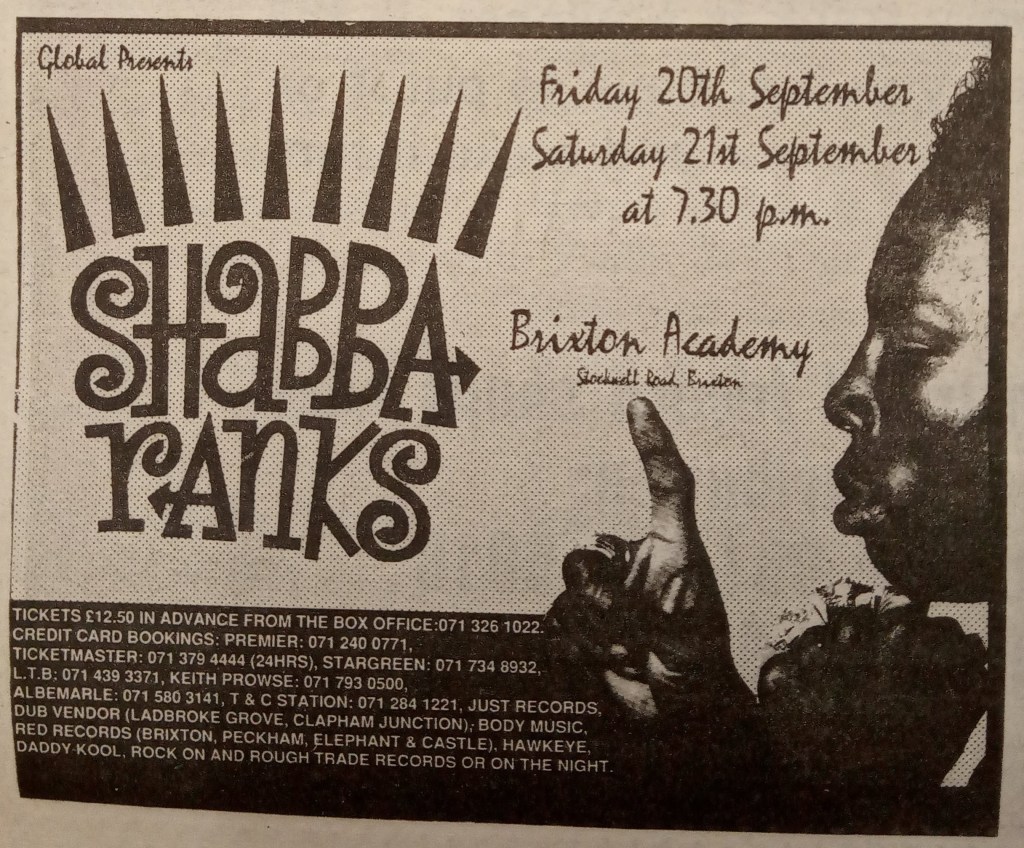 Global Presents
SHABBA
RANKS
Friday 20th September
Saturday 21st September
at 7.30 p.m.
Brixton Academy
Stockwell Road, Brixton
TICKETS £12.50 IN ADVANCE FROM THE BOX OFFICE:071 326 1022.
CREDIT CARD BOOKINGS: PREMIER: 071 240 0771,
TICKETMASTER: 071 379 4444 (24HRS), STARGREEN: 071 734 8932,
L.T.B: 071 439 3371, KEITH PROWSE: 071 793 0500,
ALBEMARLE: 071 580 3141, T & C STATION: 071 284 1221, JUST RECORDS,
DUB VENDOR (LADBROKE GROVE, CLAPHAM JUNCTION), BODY MUSIC,
RED RECORDS (BRIXTON, PECKHAM, ELEPHANT & CASTLE), HAWKEYE,
DADDY KOOL, ROCK ON AND ROUGH TRADE RECORDS OR ON THE NIGHT.